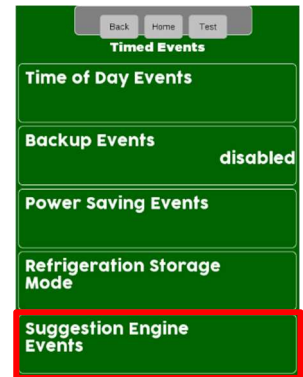 Back Home Test
Timed Events
Time of Day Events
Backup Events
disabled
Power Saving Events
Refrigeration Storage
Mode
Suggestion Engine
Events